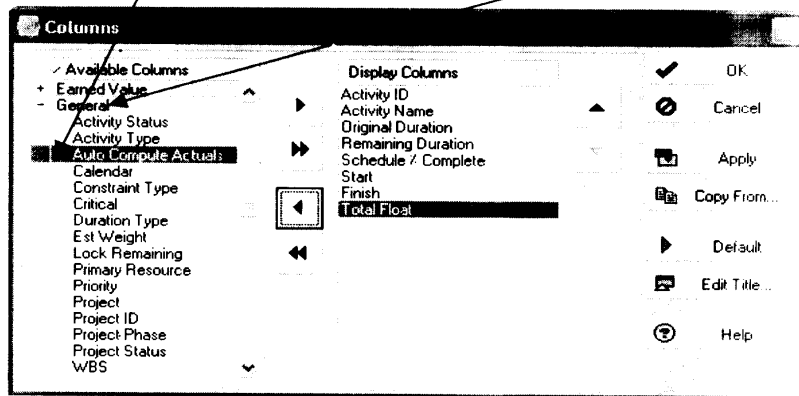 Columns
Available Columns
+ Earned Value
- General
Activity Status
Activity Type
Auto Compute Actuals
Calendar
Constraint Type
Critical
Duration Type
Est Weight
Lock Remaining
Primary Resource
Priority
Project
Project ID
Project Phase
Project Status
WBS
Display Columns
Activity ID
Activity Name
Original Duration
Remaining Duration
Schedule % Complete
Start
Finish
Total Float
OK
Cancel
Apply
Copy From...
Default
Edit Title...
Help